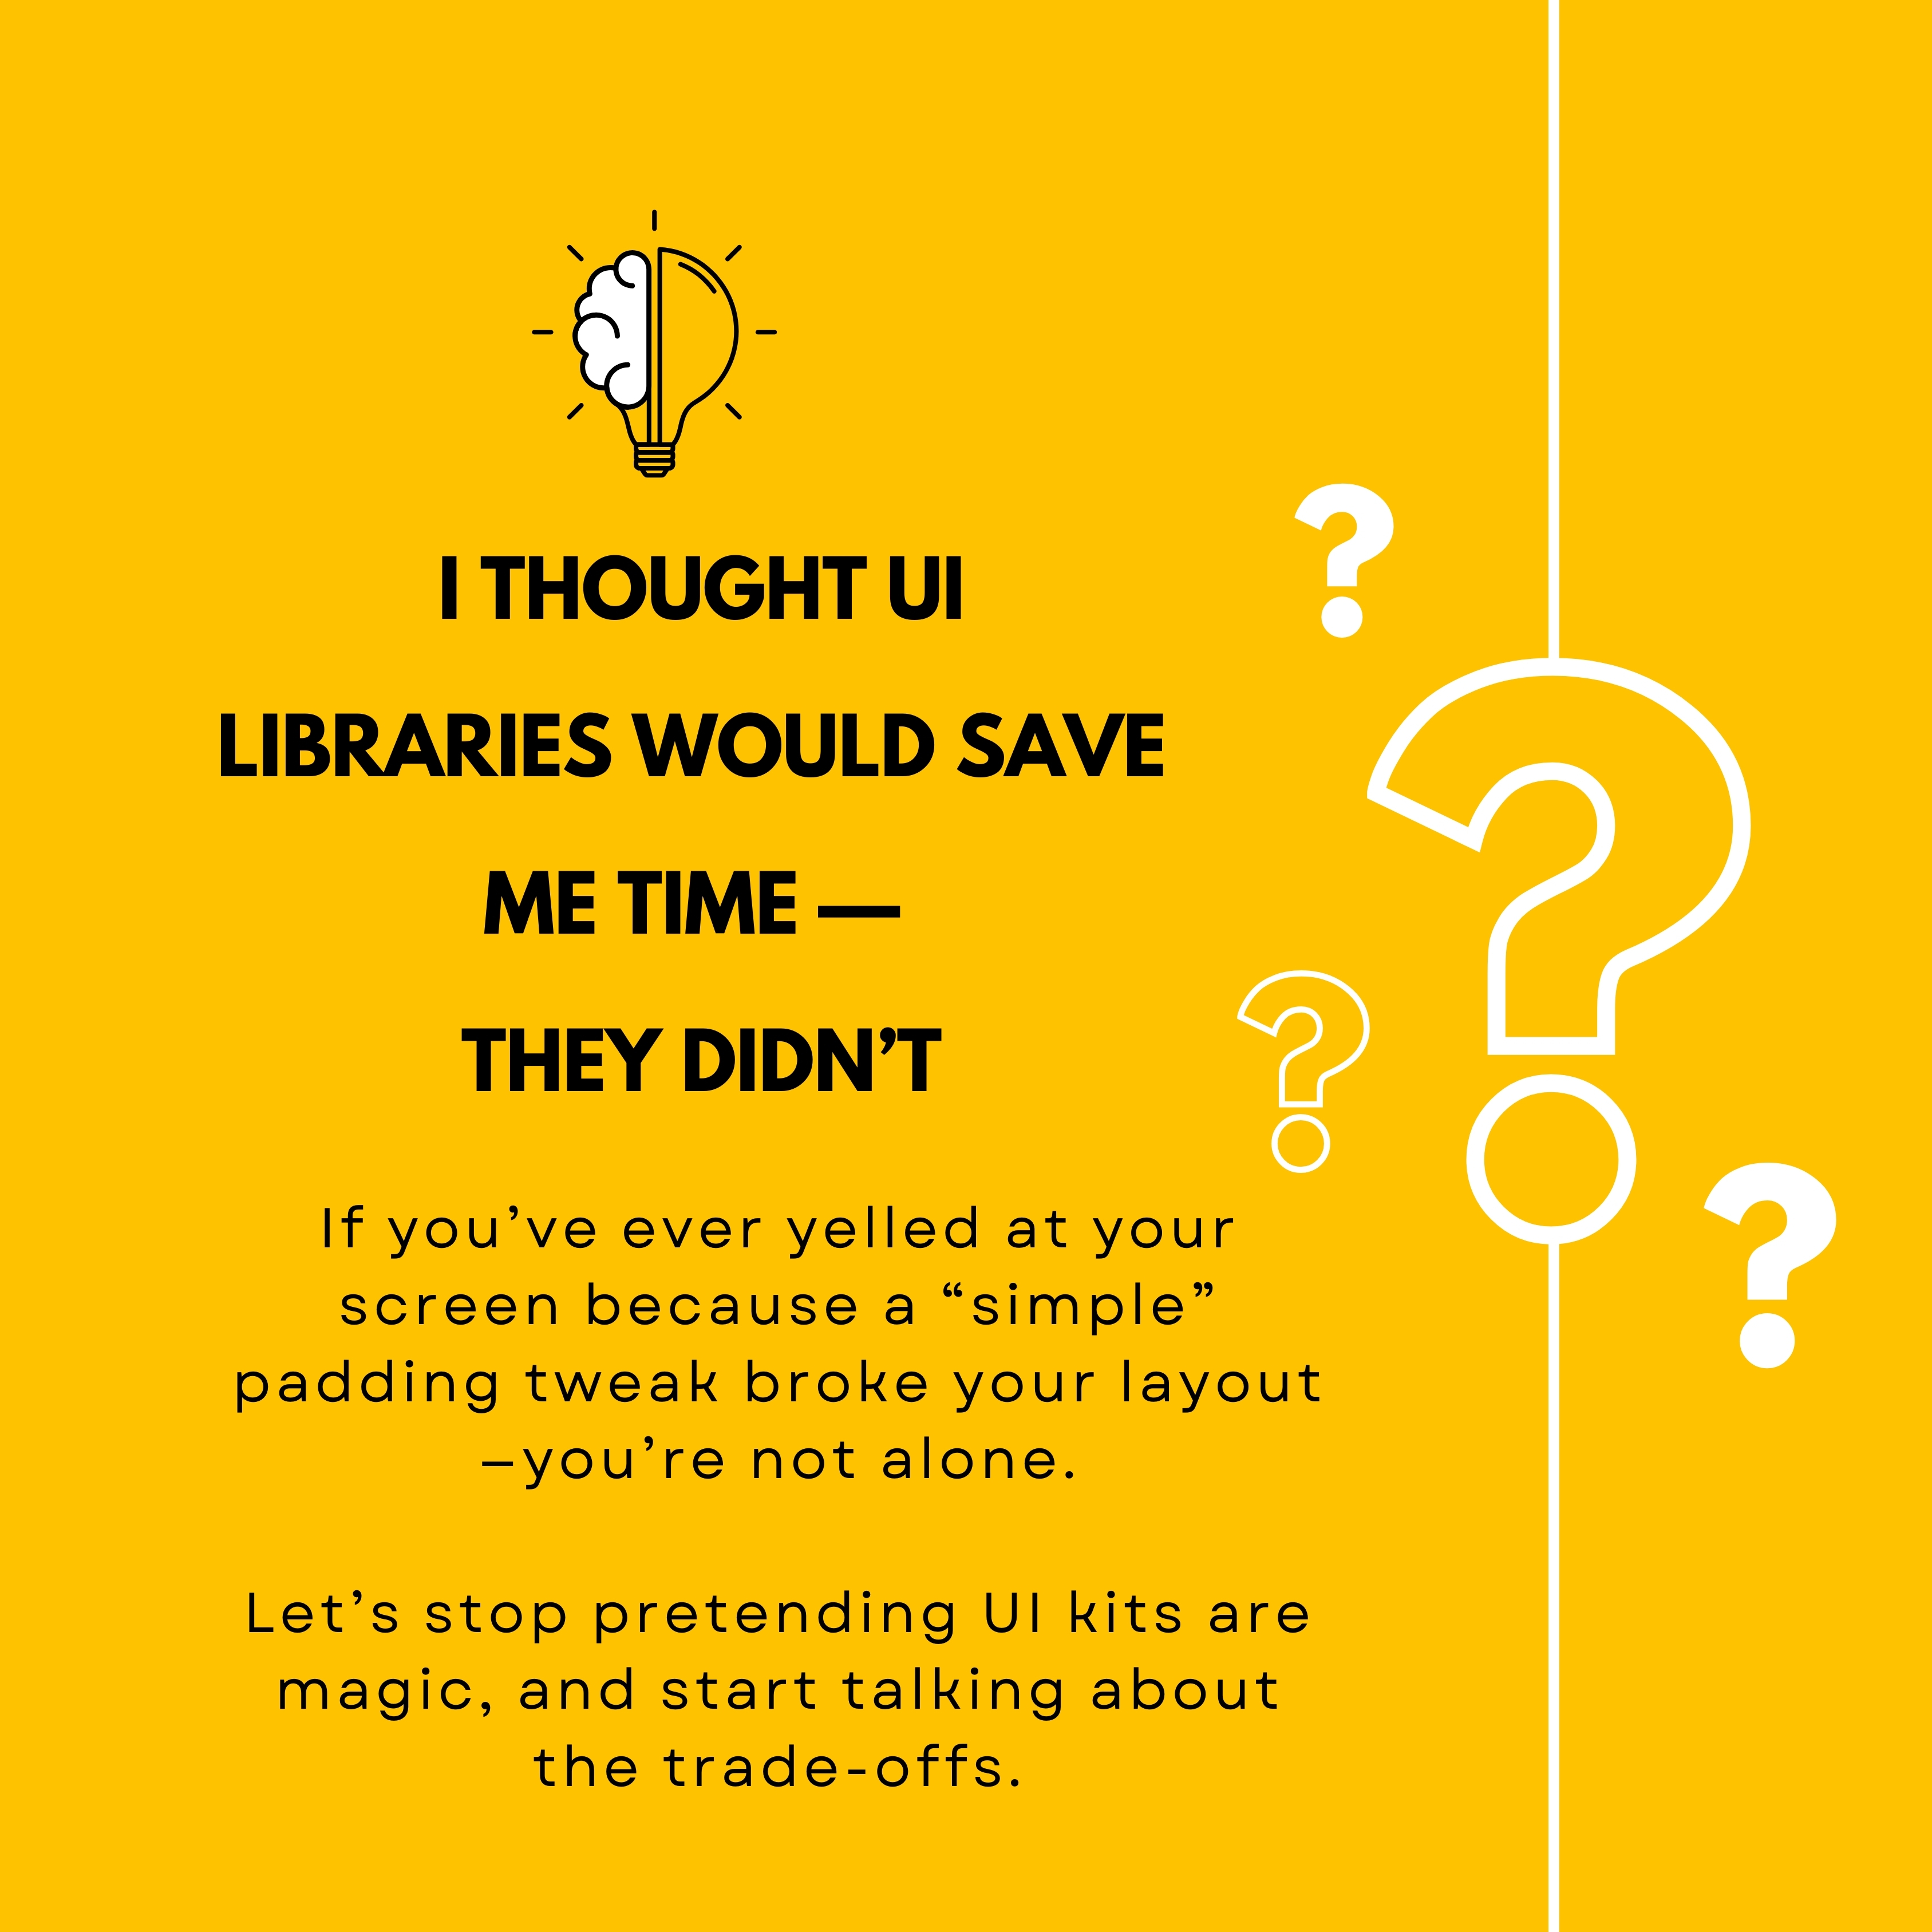 I THOUGHT UI
LIBRARIES WOULD SAVE
ME TIME —
THEY DIDN’T
If you’ve ever yelled at your
screen because a “simple”
padding tweak broke your layout
—you’re not alone.
Let’s stop pretending UI kits are
magic, and start talking about
the trade-offs.
?
?
?
?